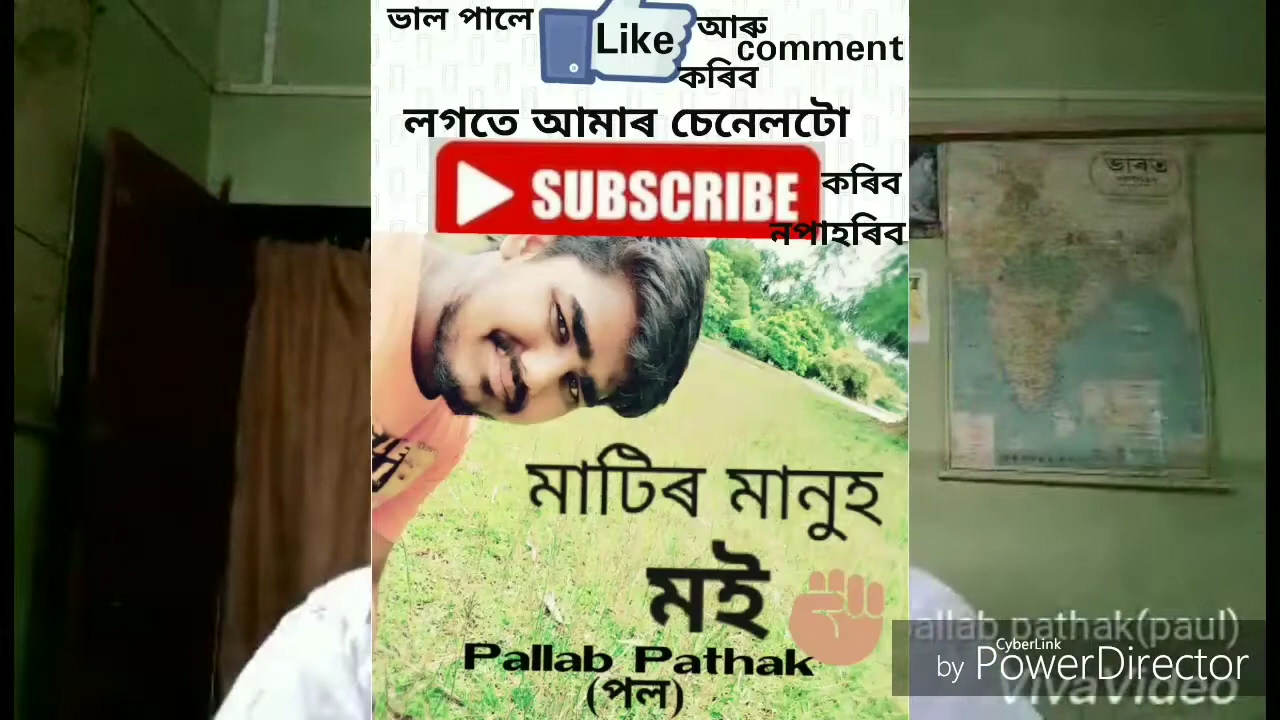 ভাল পালে Like আৰু
comment
কৰিব
লগতে আমাৰ চেনেলটো
SUBSCRIBE কৰিব
নপাহৰিব
ভাৰত
মাটিৰ মানুহ
মই
Pallab Pathak
(পল)
pallab pathak(paul)
CyberLink
by PowerDirector
VivaVideo